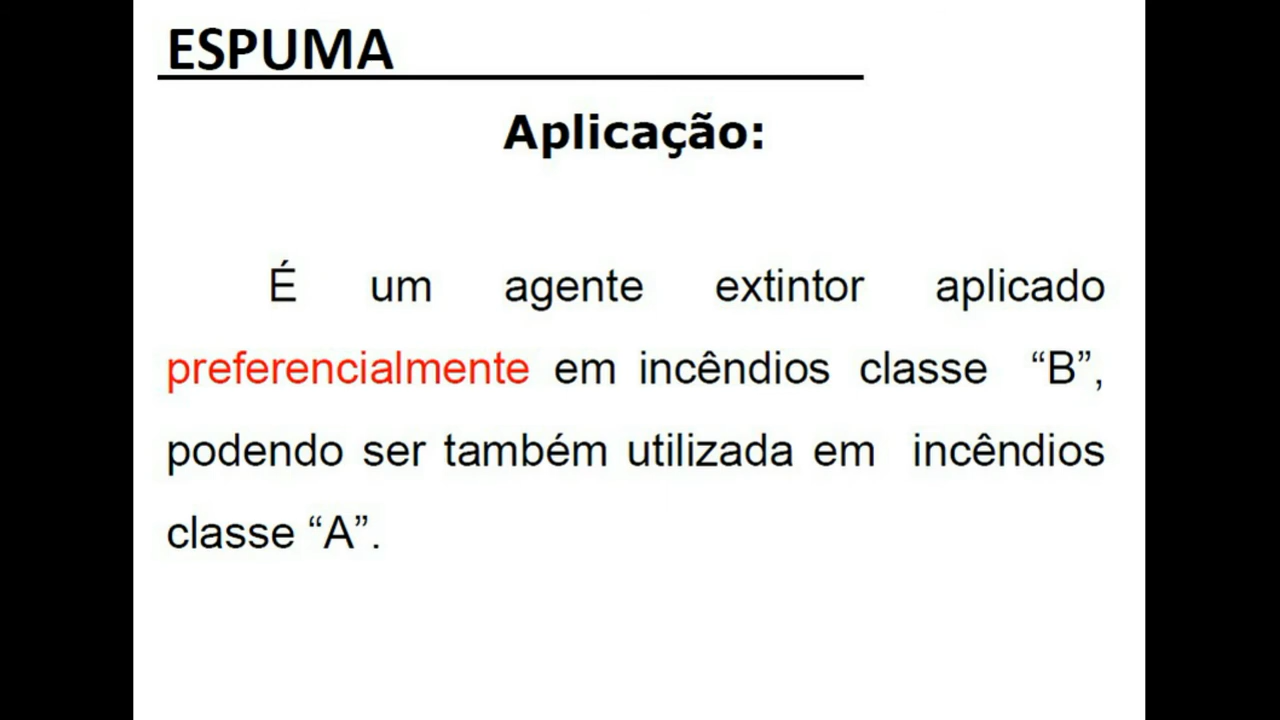 ESPUMA
Aplicação:
É um agente extintor aplicado
preferencialmente em incêndios classe “B”,
podendo ser também utilizada em incêndios
classe “A”.